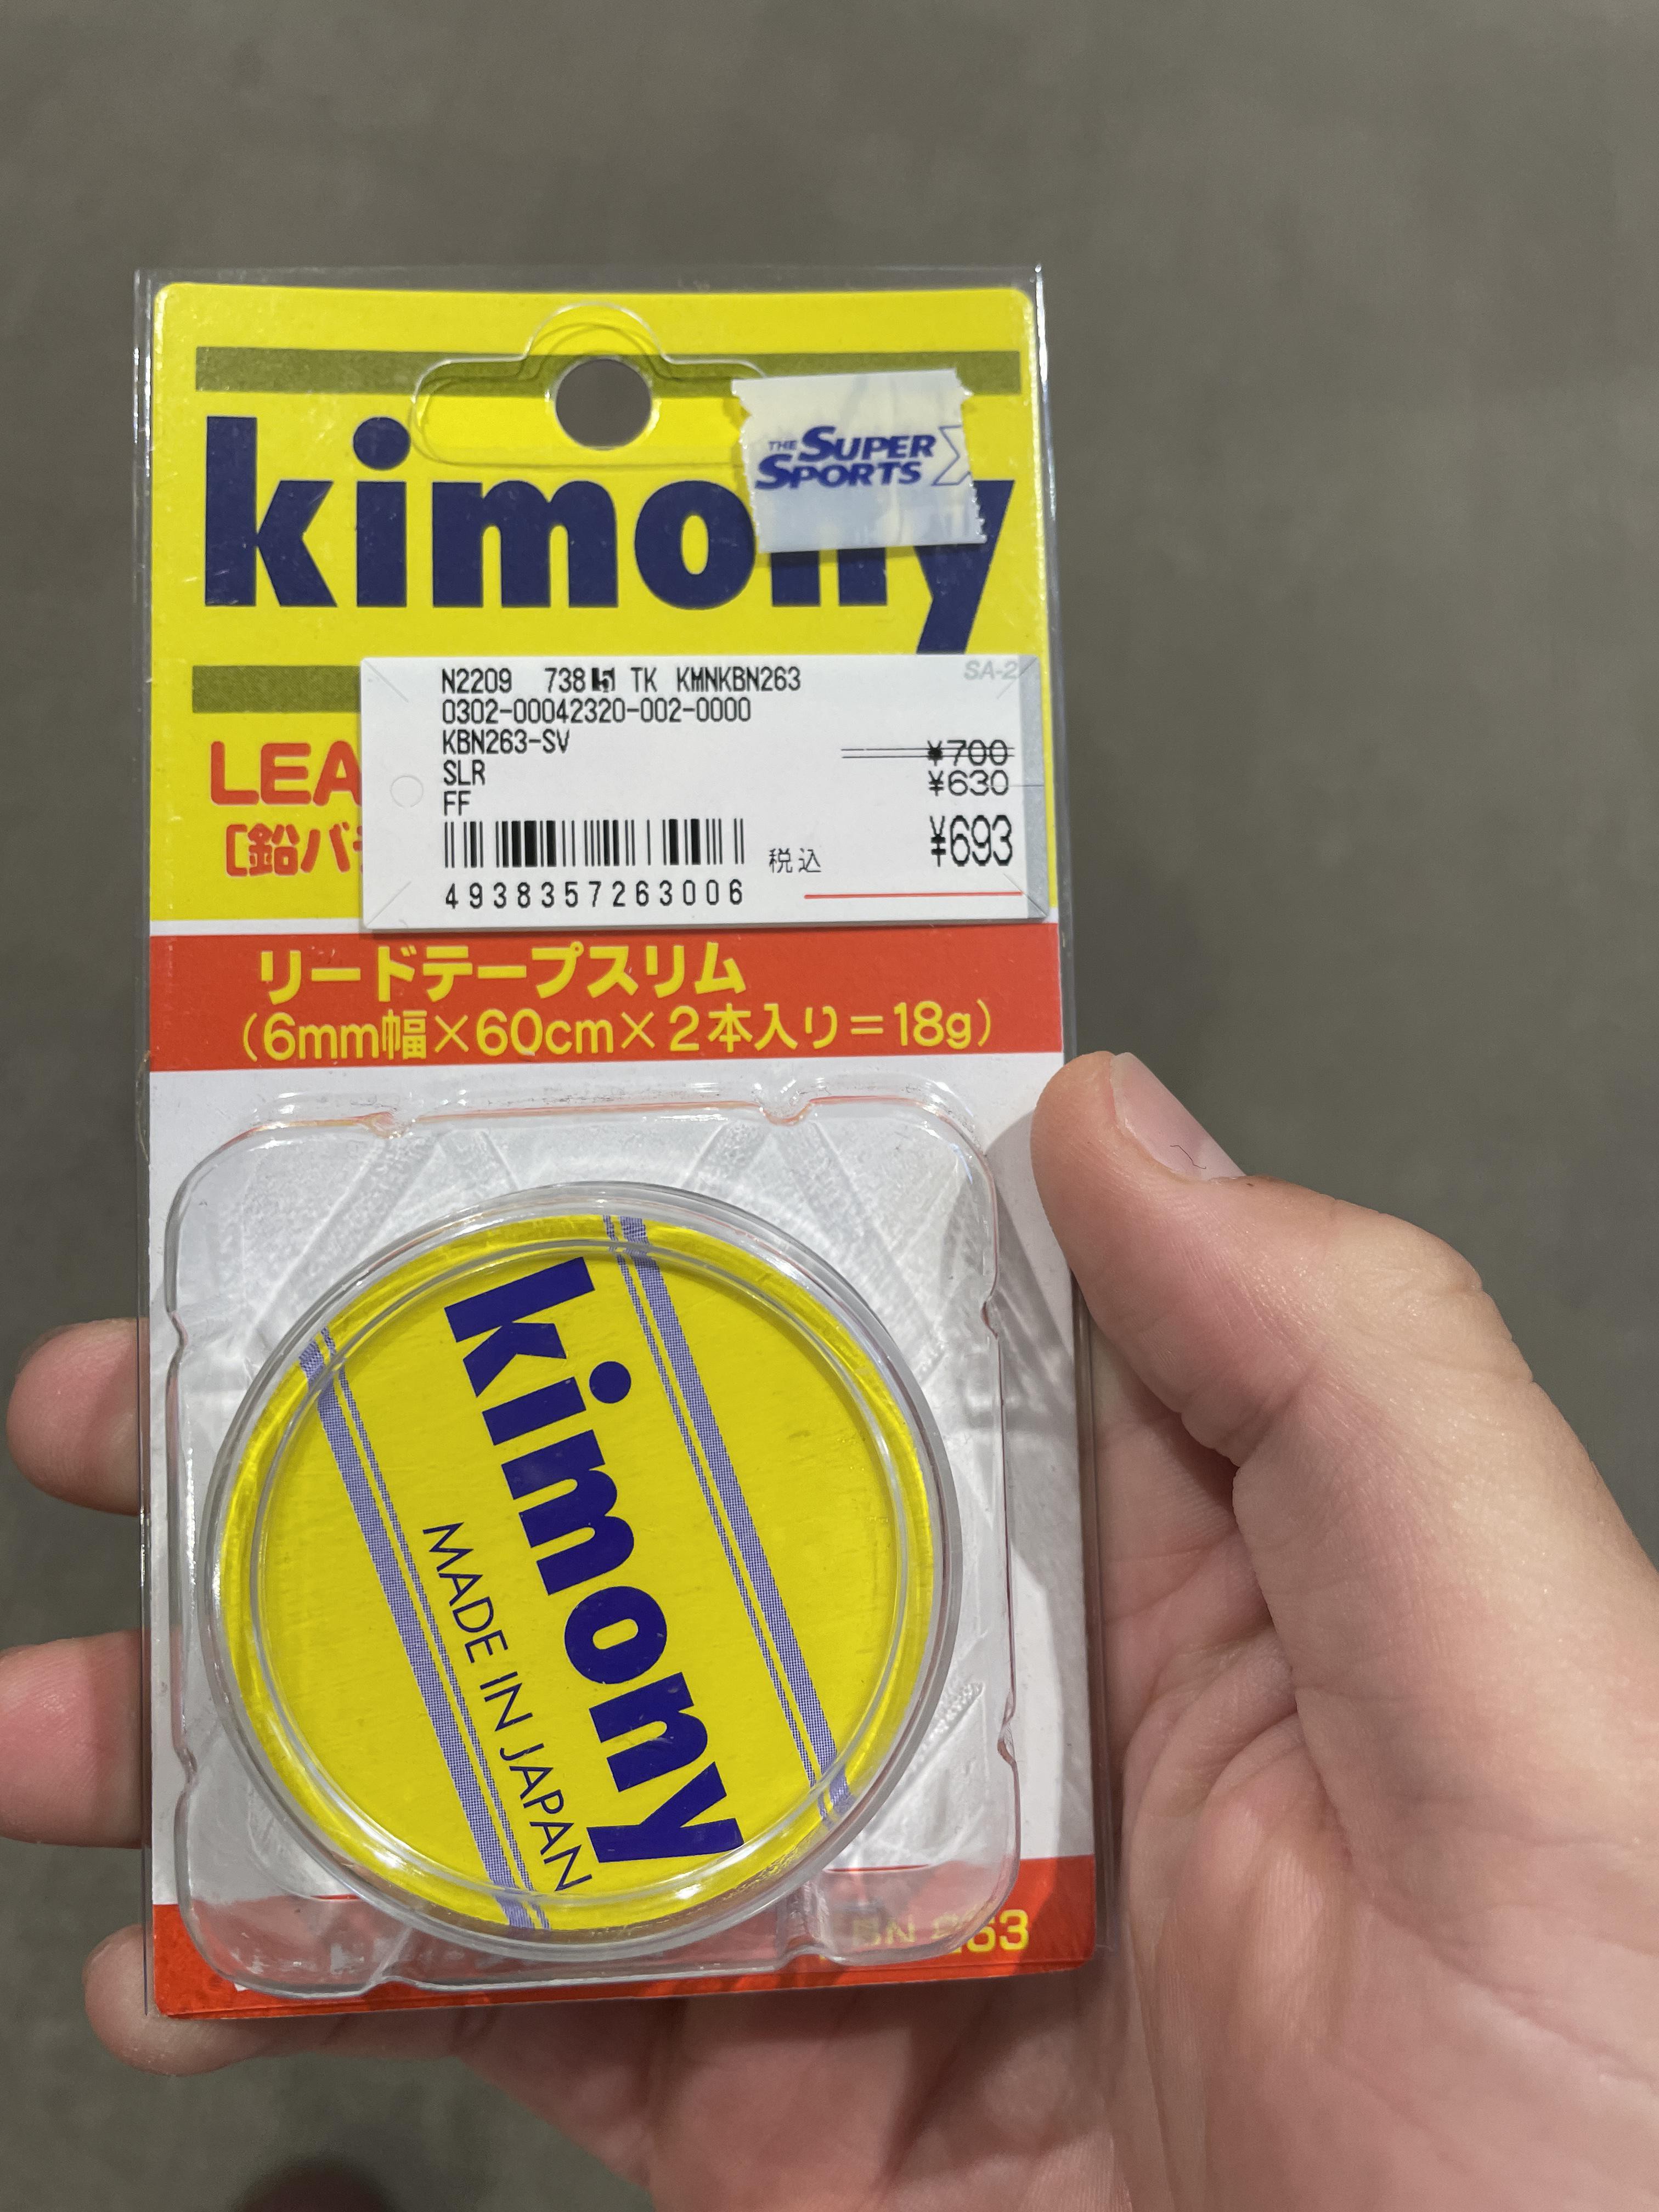 THE SUPER
SPORTS X
kimony
SA-2
N2209 738 TK KMNKBN263
0302-00042320-002-0000
KBN263-SV
¥700
SLR
¥630
FF
税込 ¥693
4938357263006
LEA
[鉛バ
リードテープスリム
(6mm幅×60cm×2本入り=18g)
kimony
MADE IN JAPAN
KBN 263